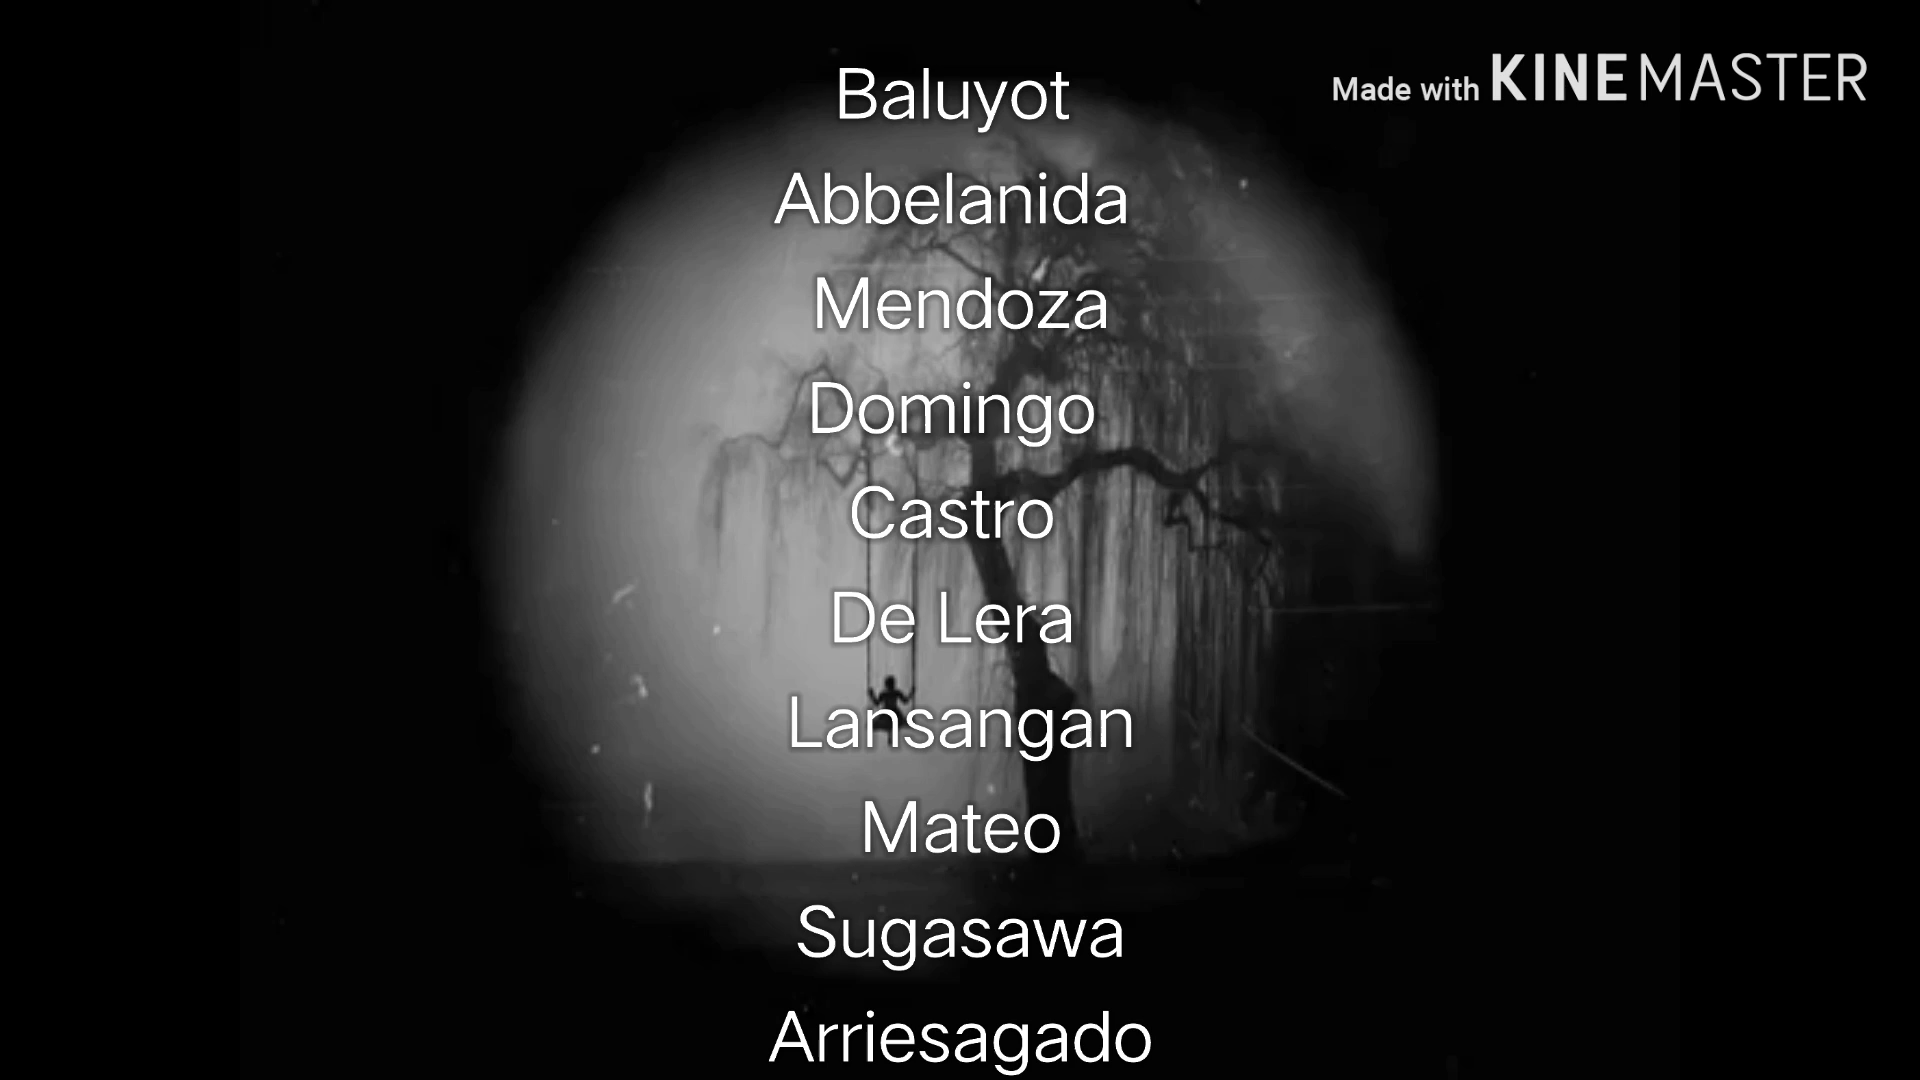 Made with KINEMASTER
Baluyot
Abbelanida
Mendoza
Domingo
Castro
De Lera
Lansangan
Mateo
Sugasawa
Arriesagado